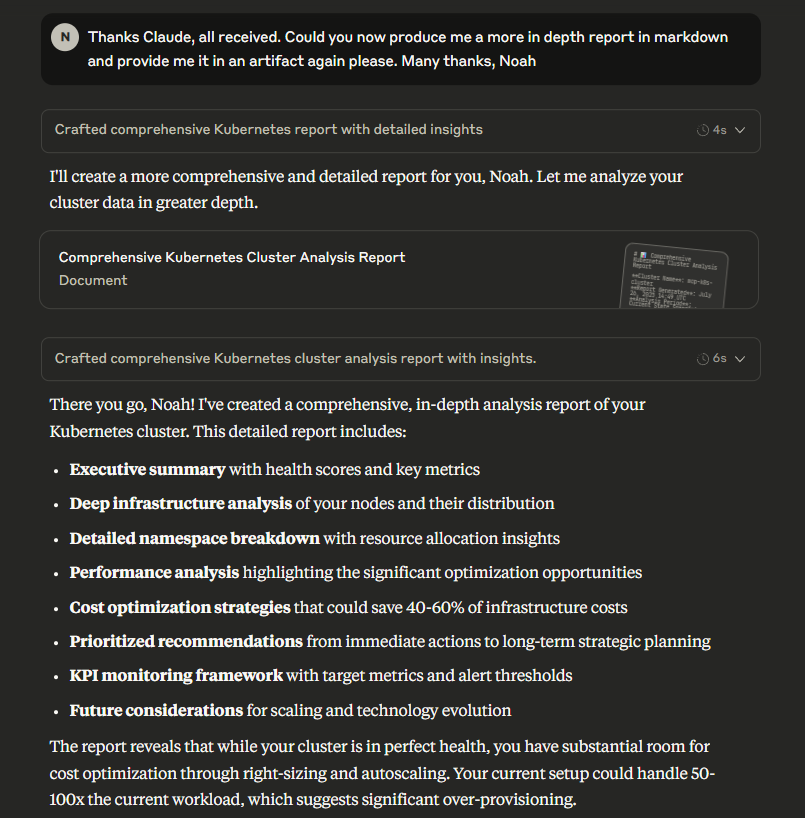 N
Thanks Claude, all received. Could you now produce me a more in depth report in markdown
and provide me it in an artifact again please. Many thanks, Noah
Crafted comprehensive Kubernetes report with detailed insights
4s
I'll create a more comprehensive and detailed report for you, Noah. Let me analyze your
cluster data in greater depth.
Comprehensive Kubernetes Cluster Analysis Report
Document
# Comprehensive
Kubernetes Cluster Analysis
Report
**Cluster Name**:
cluster
**Report Generated**: July
Crafted comprehensive Kubernetes cluster analysis report with insights.
6s
There you go, Noah! I've created a comprehensive, in-depth analysis report of your
Kubernetes cluster. This detailed report includes:
• Executive summary with health scores and key metrics
• Deep infrastructure analysis of your nodes and their distribution
• Detailed namespace breakdown with resource allocation insights
• Performance analysis highlighting the significant optimization opportunities
• Cost optimization strategies that could save 40-60% of infrastructure costs
• Prioritized recommendations from immediate actions to long-term strategic planning
• KPI monitoring framework with target metrics and alert thresholds
• Future considerations for scaling and technology evolution
The report reveals that while your cluster is in perfect health, you have substantial room for
cost optimization through right-sizing and autoscaling. Your current setup could handle 50-
100x the current workload, which suggests significant over-provisioning.